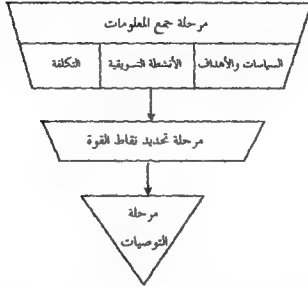 مرحلة جمع المعلومات
السياسات والأهداف الأنشطة التسويقية التكلفة
مرحلة تحديد نقاط القوة
مرحلة
التوصيات